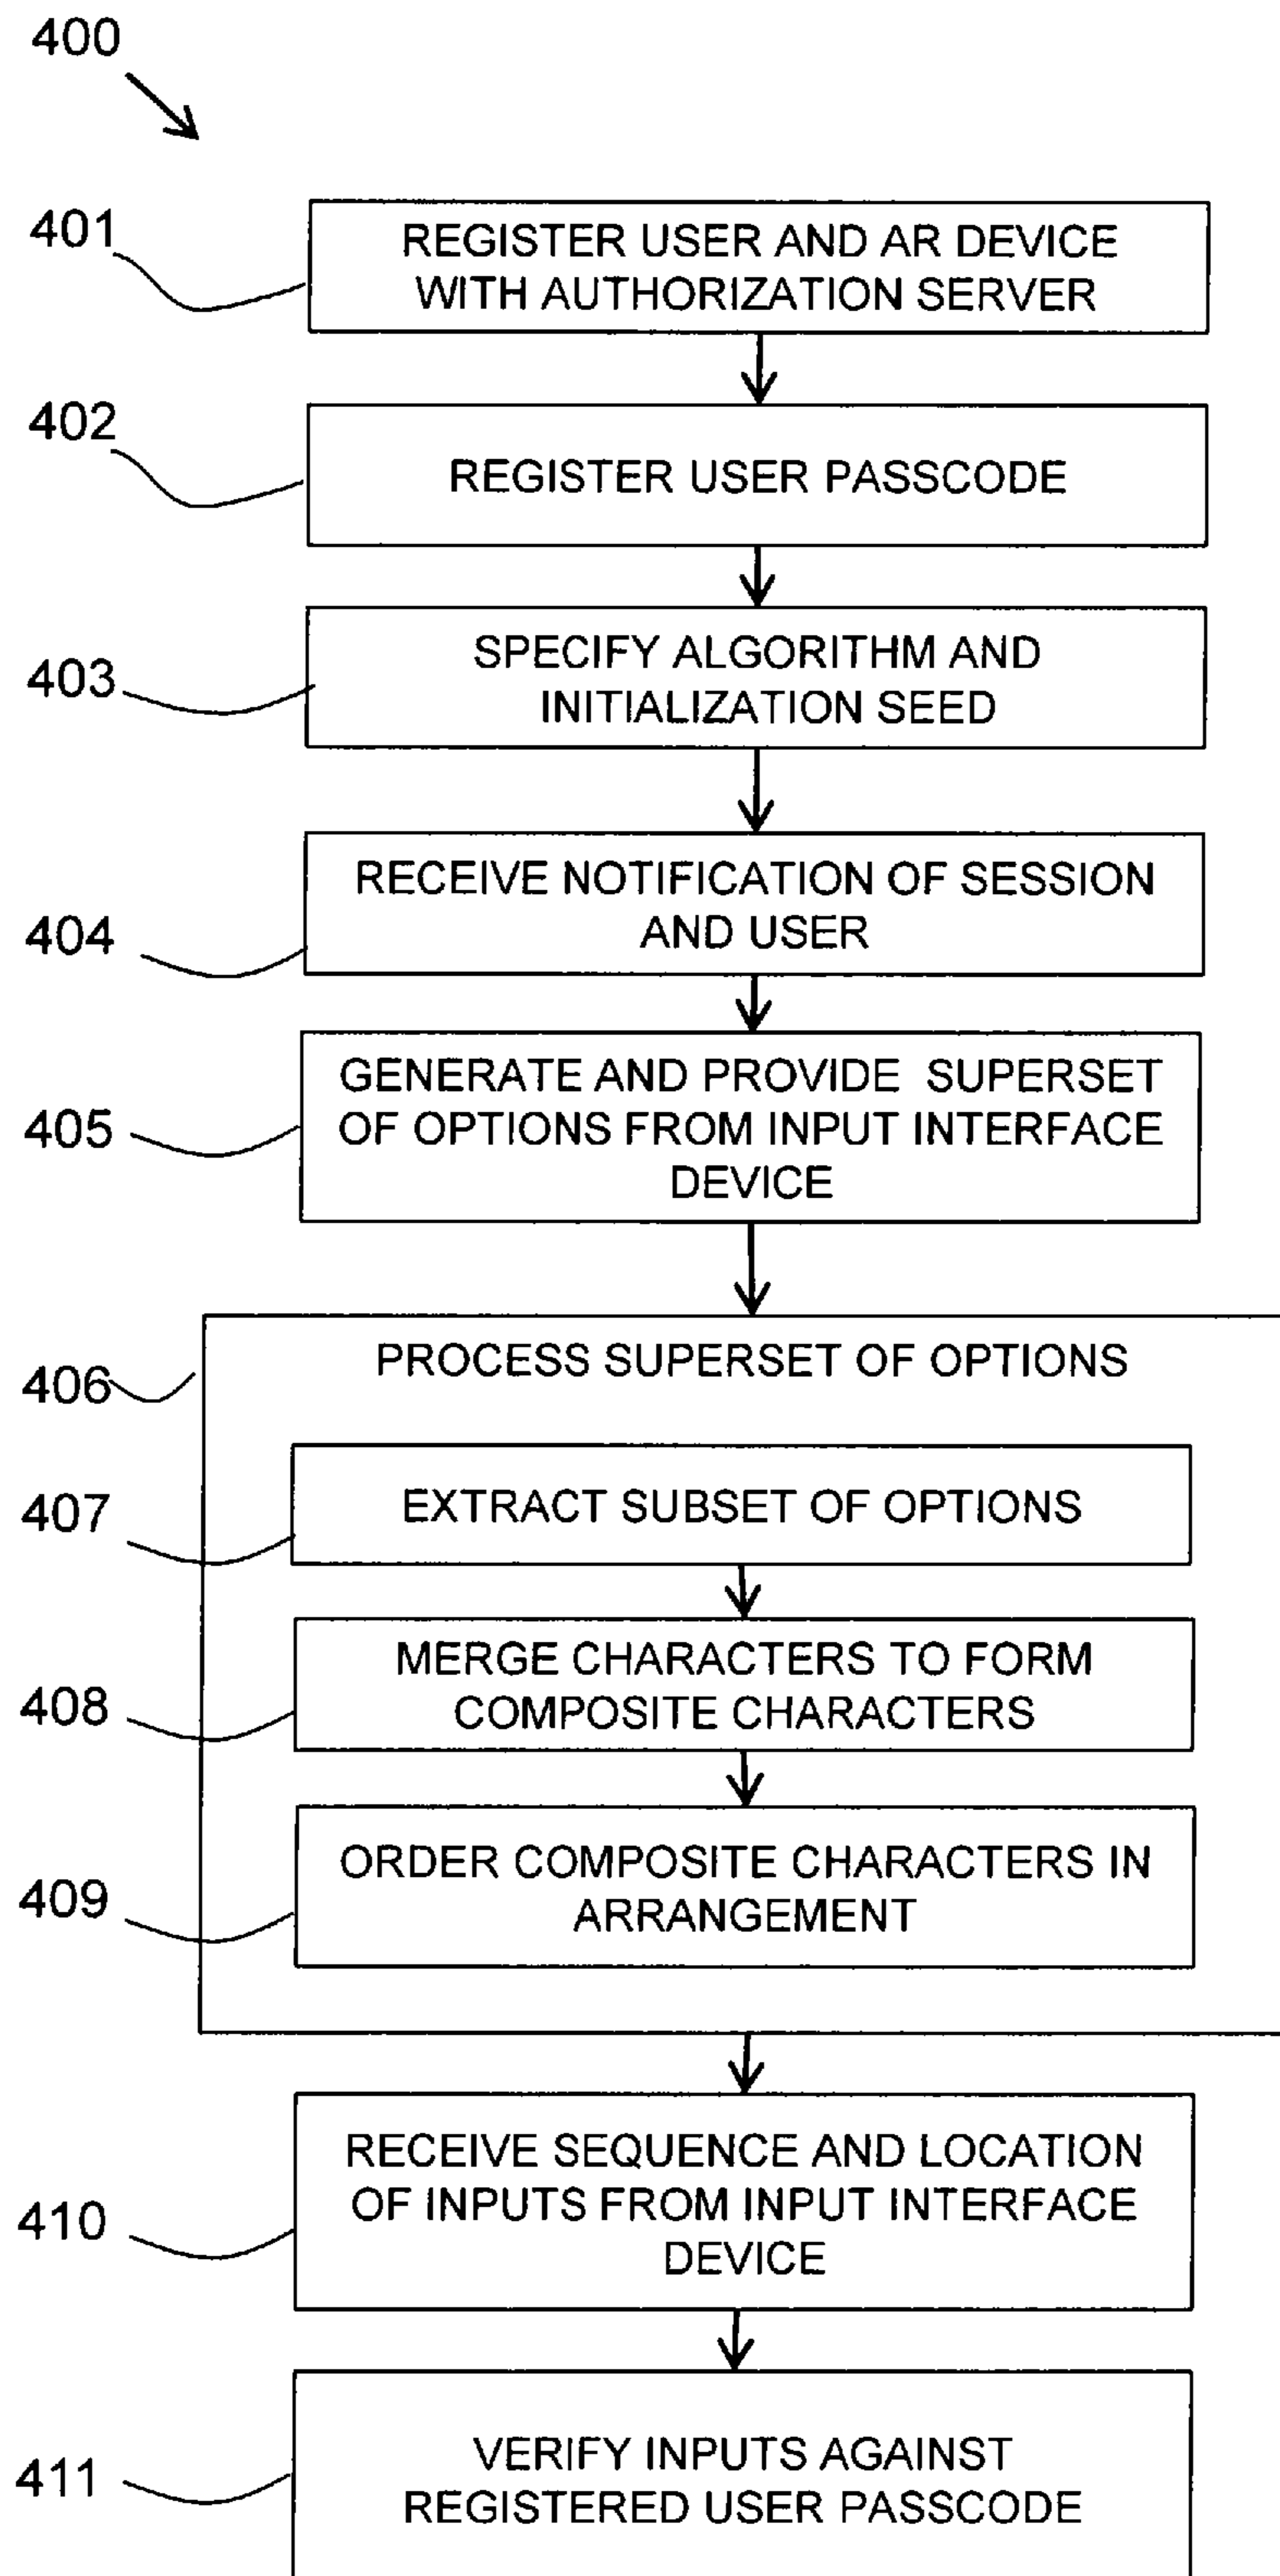 400
401
REGISTER USER AND AR DEVICE
WITH AUTHORIZATION SERVER
402
REGISTER USER PASSCODE
403
SPECIFY ALGORITHM AND
INITIALIZATION SEED
404
RECEIVE NOTIFICATION OF SESSION
AND USER
405
GENERATE AND PROVIDE SUPERSET
OF OPTIONS FROM INPUT INTERFACE
DEVICE
406
PROCESS SUPERSET OF OPTIONS
407
EXTRACT SUBSET OF OPTIONS
408
MERGE CHARACTERS TO FORM
COMPOSITE CHARACTERS
409
ORDER COMPOSITE CHARACTERS IN
ARRANGEMENT
410
RECEIVE SEQUENCE AND LOCATION
OF INPUTS FROM INPUT INTERFACE
DEVICE
411
VERIFY INPUTS AGAINST
REGISTERED USER PASSCODE